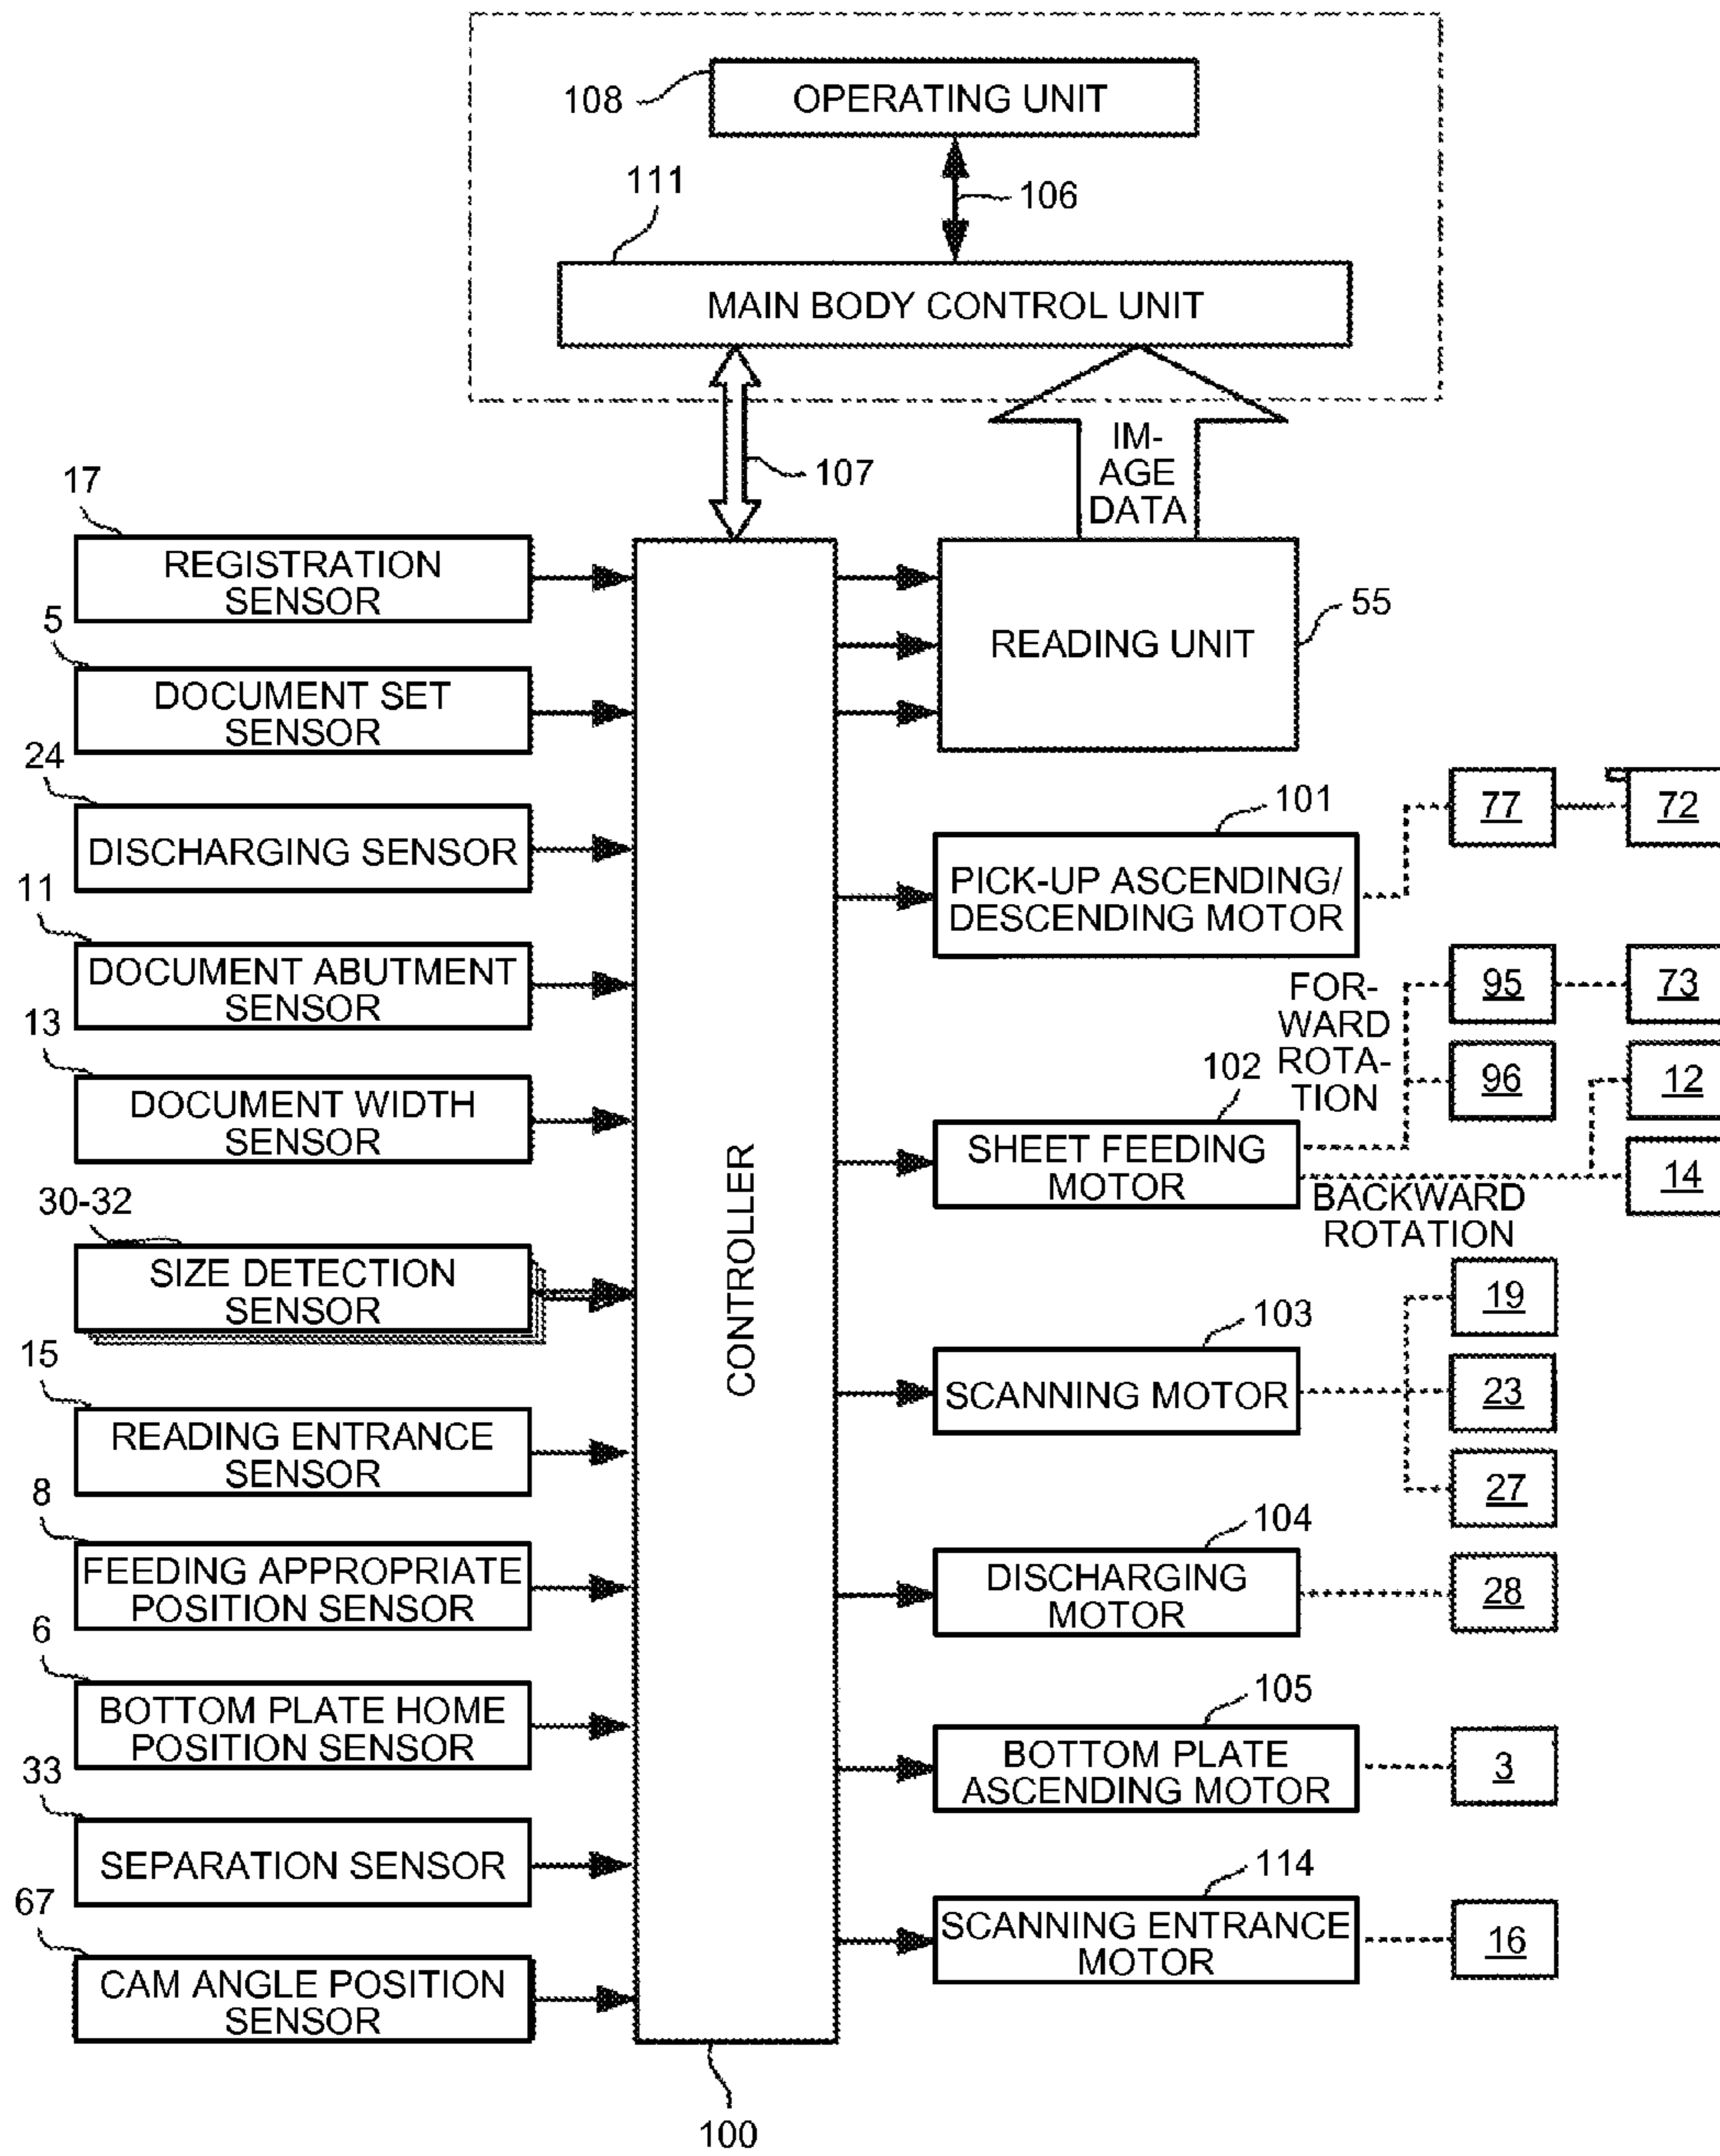 108
OPERATING UNIT
106
111
MAIN BODY CONTROL UNIT
107
IM-
AGE
DATA
17
REGISTRATION
SENSOR
5
DOCUMENT SET
SENSOR
24
DISCHARGING SENSOR
11
DOCUMENT ABUTMENT
SENSOR
13
DOCUMENT WIDTH
SENSOR
30-32
SIZE DETECTION
SENSOR
15
READING ENTRANCE
SENSOR
8
FEEDING APPROPRIATE
POSITION SENSOR
6
BOTTOM PLATE HOME
POSITION SENSOR
33
SEPARATION SENSOR
67
CAM ANGLE POSITION
SENSOR
CONTROLLER
100
READING UNIT
55
101
PICK-UP ASCENDING/
DESCENDING MOTOR
77
72
FOR-
WARD
ROTA-
TION
95
73
96
12
102
SHEET FEEDING
MOTOR
14
BACKWARD
ROTATION
103
SCANNING MOTOR
19
23
27
104
DISCHARGING
MOTOR
28
105
BOTTOM PLATE
ASCENDING MOTOR
3
114
SCANNING ENTRANCE
MOTOR
16